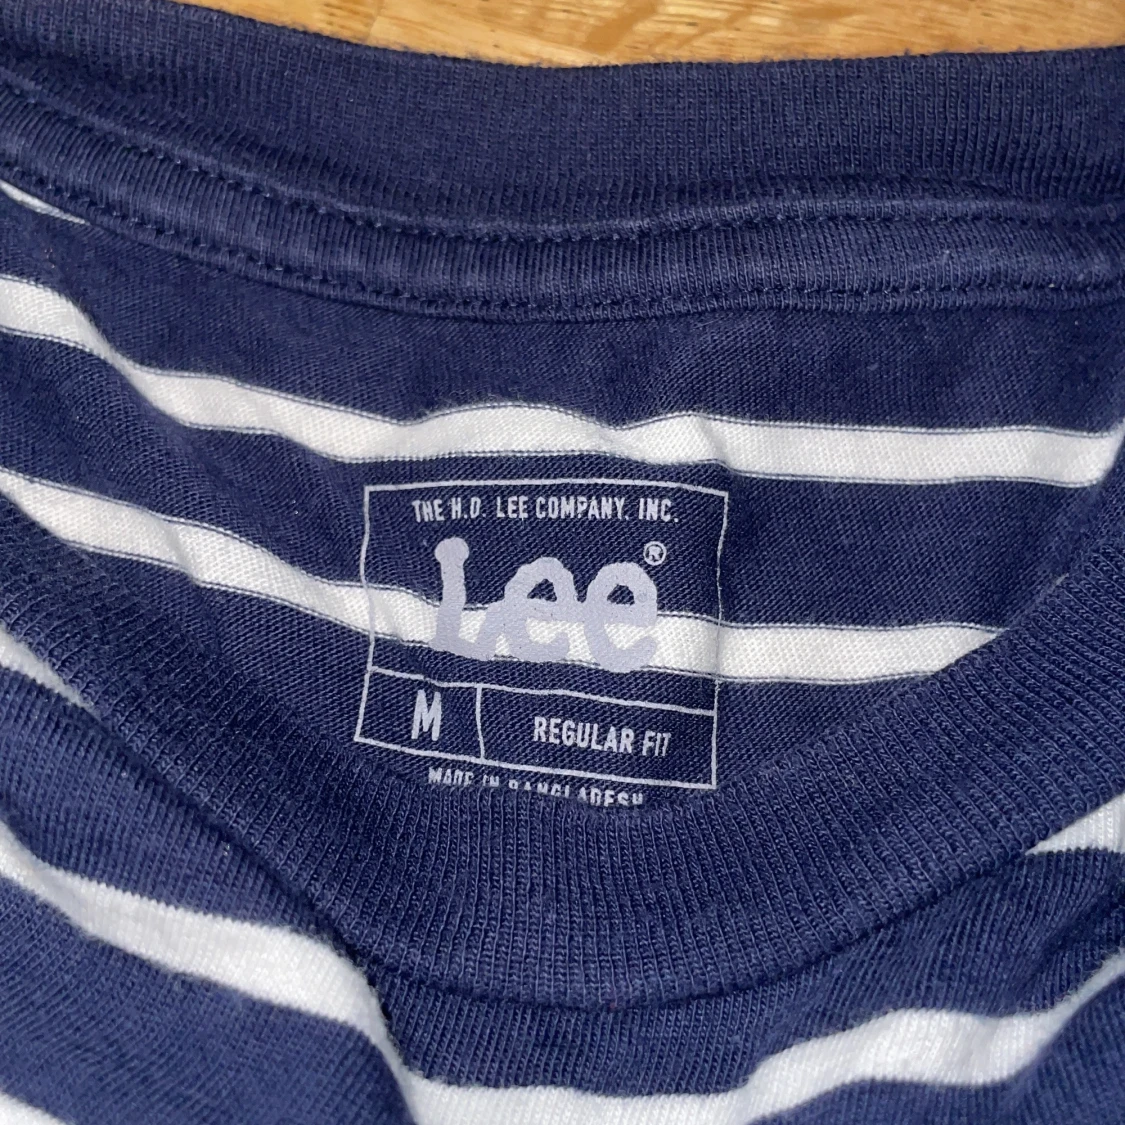 THE H.D. LEE COMPANY, INC.
Lee®
M REGULAR FIT
MADE IN BANGLADESH